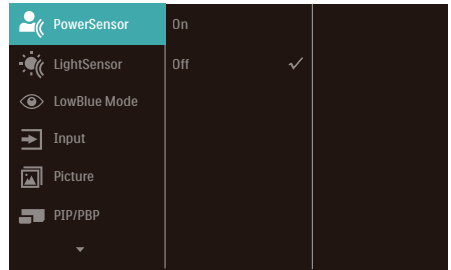 PowerSensor
On
LightSensor
Off
LowBlue Mode
Input
Picture
PIP/PBP